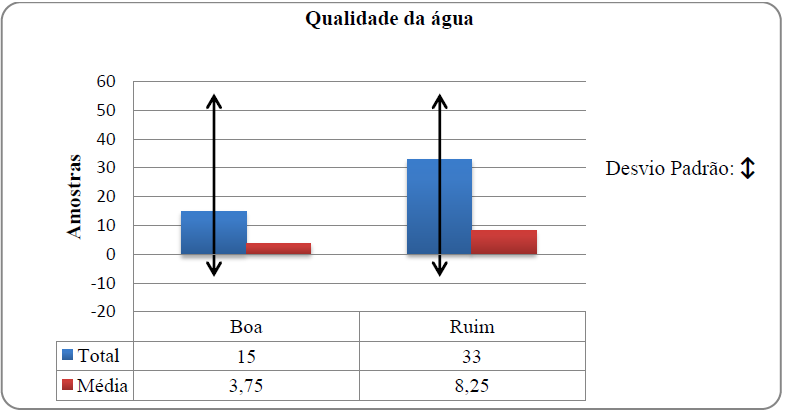 Qualidade da água
60
50
40
30
20
10
0
-10
-20
Amostras
Desvio Padrão: ↕
Boa Ruim
Total 15 33
Média 3,75 8,25